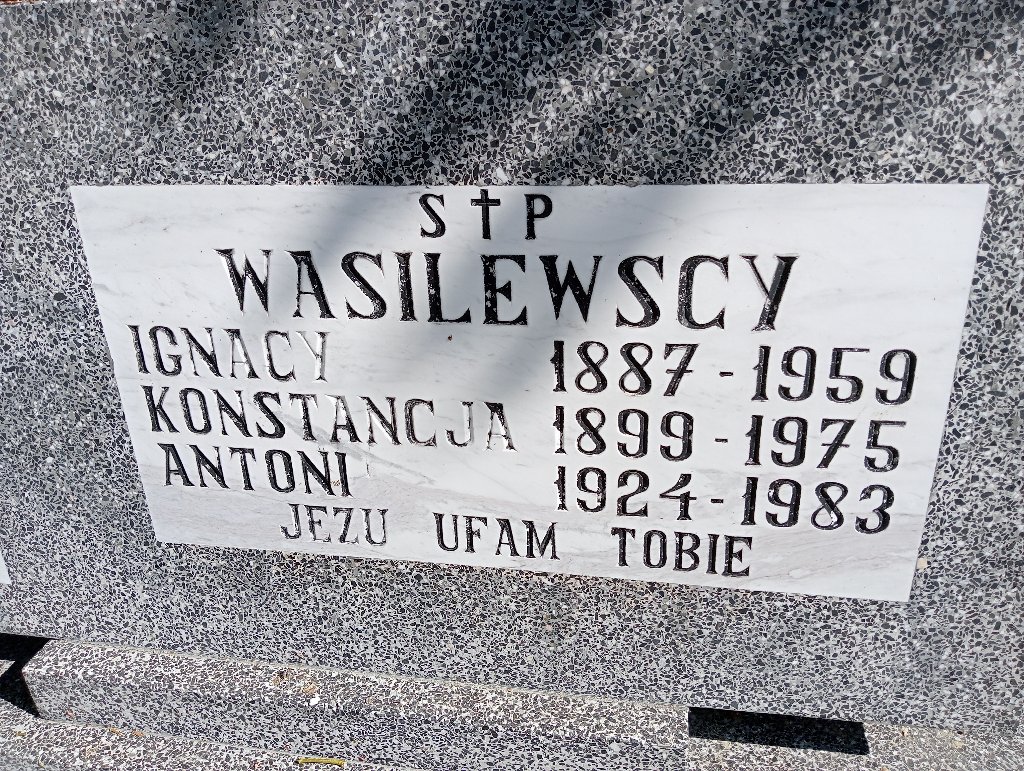 S † P
WASILEWSCY
IGNACY 1887 - 1959
KONSTANCJA 1899 - 1975
ANTONI 1924 - 1983
JEZU UFAM TOBIE